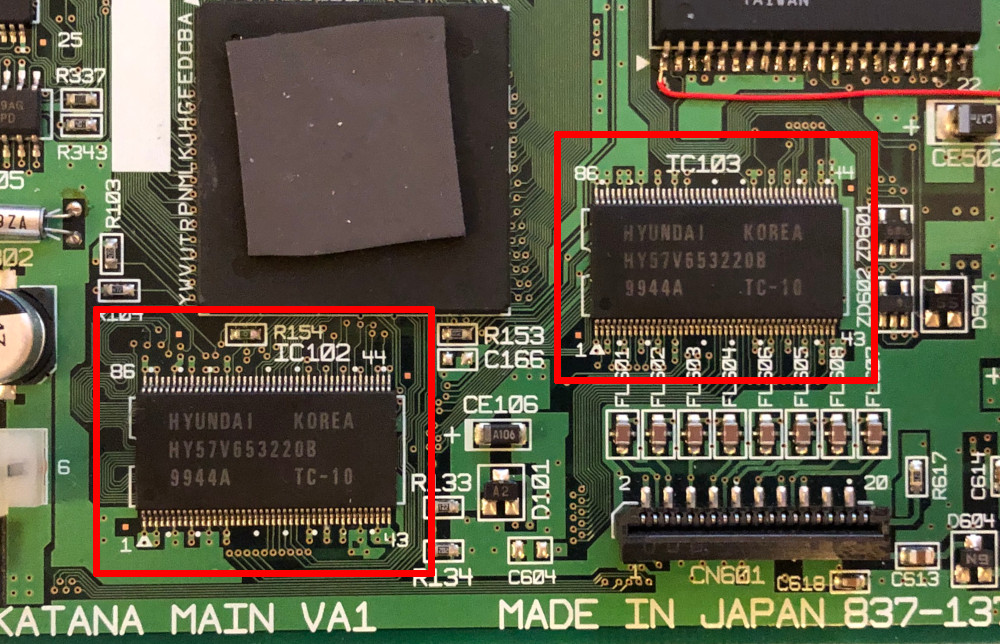 TAIWAN
25
R337
R343
22
CE502
IC103
86
44
HYUNDAI KOREA
HY57V653220B
9944A TC-10
1
43
ZD601
ZD602
D501
R103
YWVUTRPNMLKJHGFEDCBA
R154
R153
C166
IC102
86
44
HYUNDAI KOREA
HY57V653220B
9944A TC-10
1
43
CE106
A106
R133
R134
D101
A2
C604
6
2
20
R617
C614
D604
C613
C618
CN601
KATANA MAIN VA1
MADE IN JAPAN 837-13